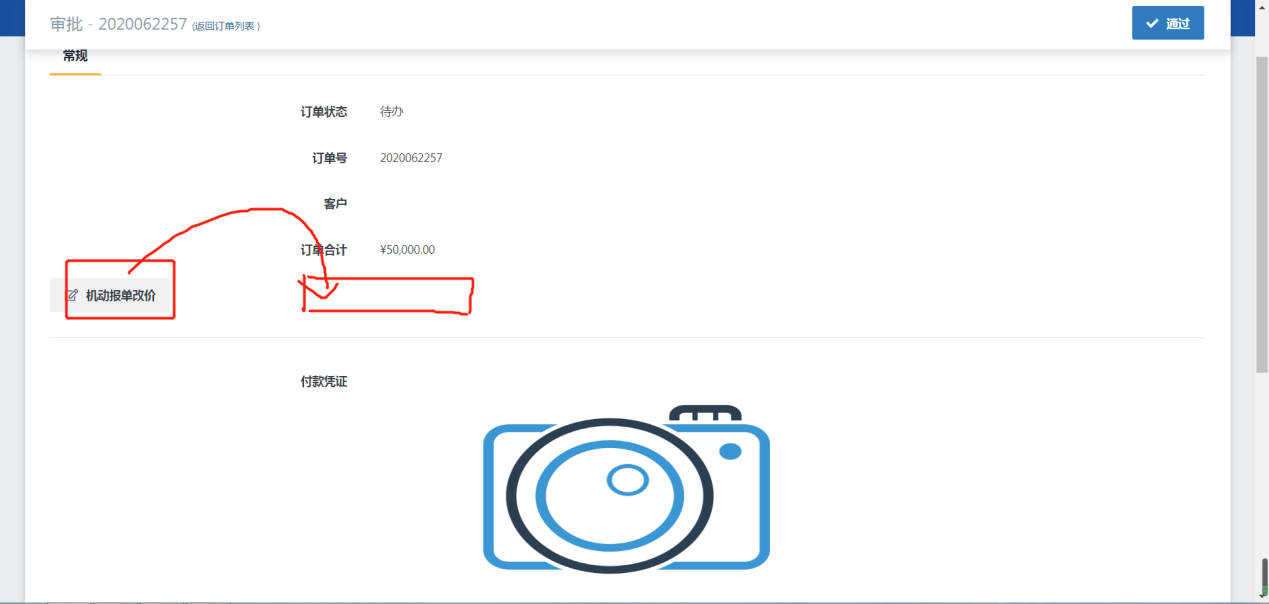 审批 - 2020062257 (返回订单列表 )
通过
常规
订单状态 待办
订单号 2020062257
客户
订单合计 ¥50,000.00
机动报单改价
付款凭证